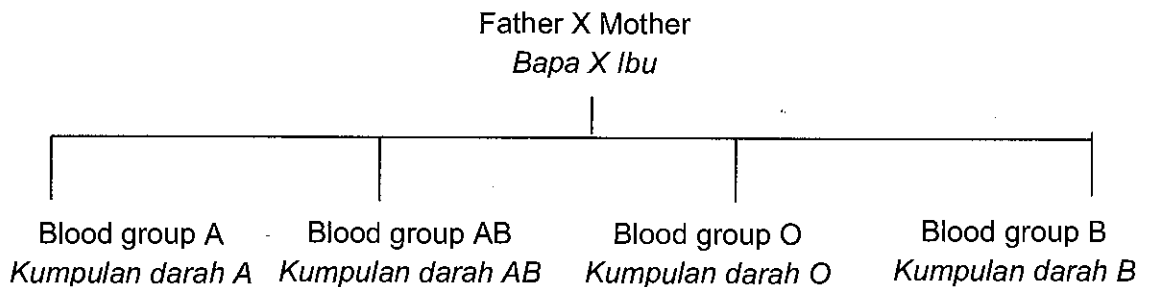 Father X Mother
Bapa X Ibu
Blood group A
Kumpulan darah A
Blood group AB
Kumpulan darah AB
Blood group O
Kumpulan darah O
Blood group B
Kumpulan darah B